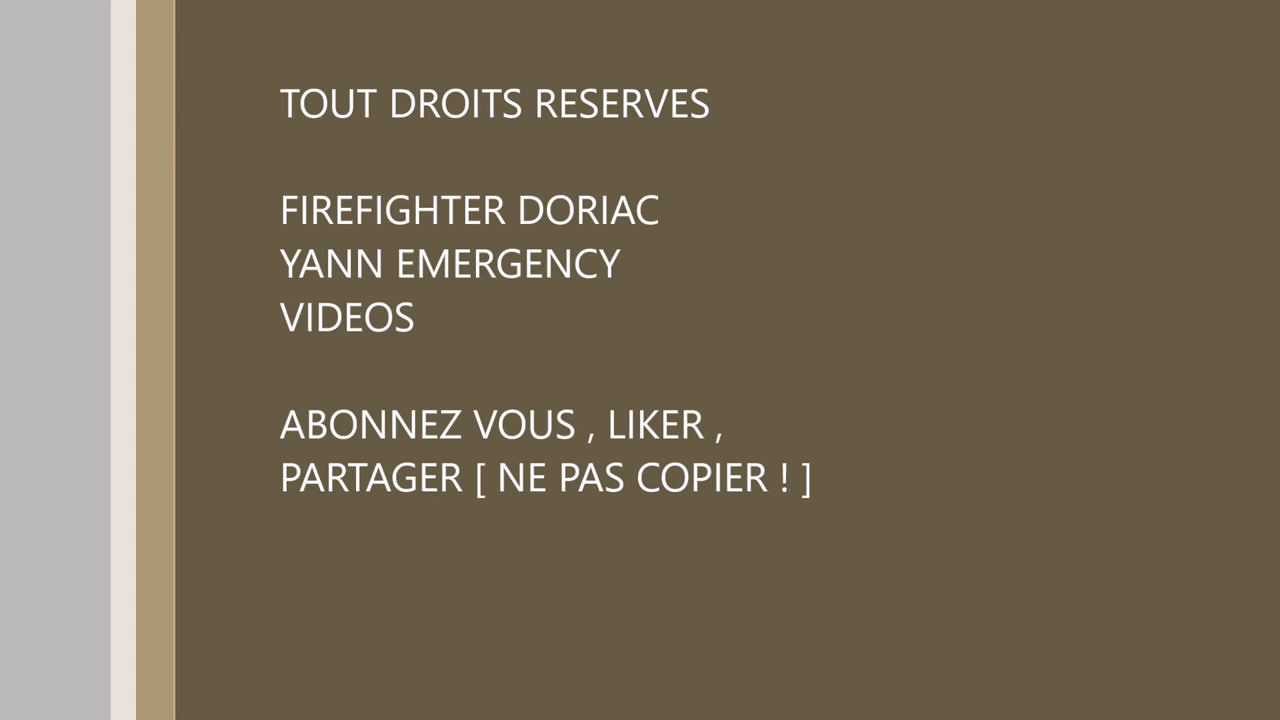 TOUT DROITS RESERVES
FIREFIGHTER DORIAC
YANN EMERGENCY
VIDEOS
ABONNEZ VOUS , LIKER ,
PARTAGER [ NE PAS COPIER ! ]